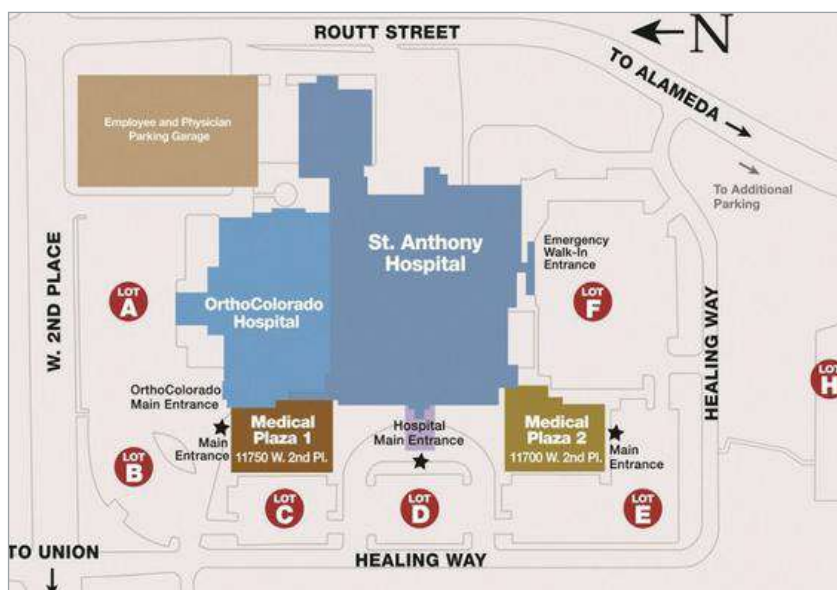 ROUTT STREET
N
TO ALAMEDA
Employee and Physician
Parking Garage
To Additional
Parking
St. Anthony
Hospital
Emergency
Walk-In
Entrance
W. 2ND PLACE
LOT
A
OrthoColorado
Hospital
LOT
F
HEALING WAY
LOT
H
OrthoColorado
Main Entrance
Main
Entrance
Medical
Plaza 1
11750 W. 2nd Pl.
Hospital
Main Entrance
Medical
Plaza 2
11700 W. 2nd Pl.
Main
Entrance
LOT
B
LOT
C
LOT
D
LOT
E
TO UNION
HEALING WAY